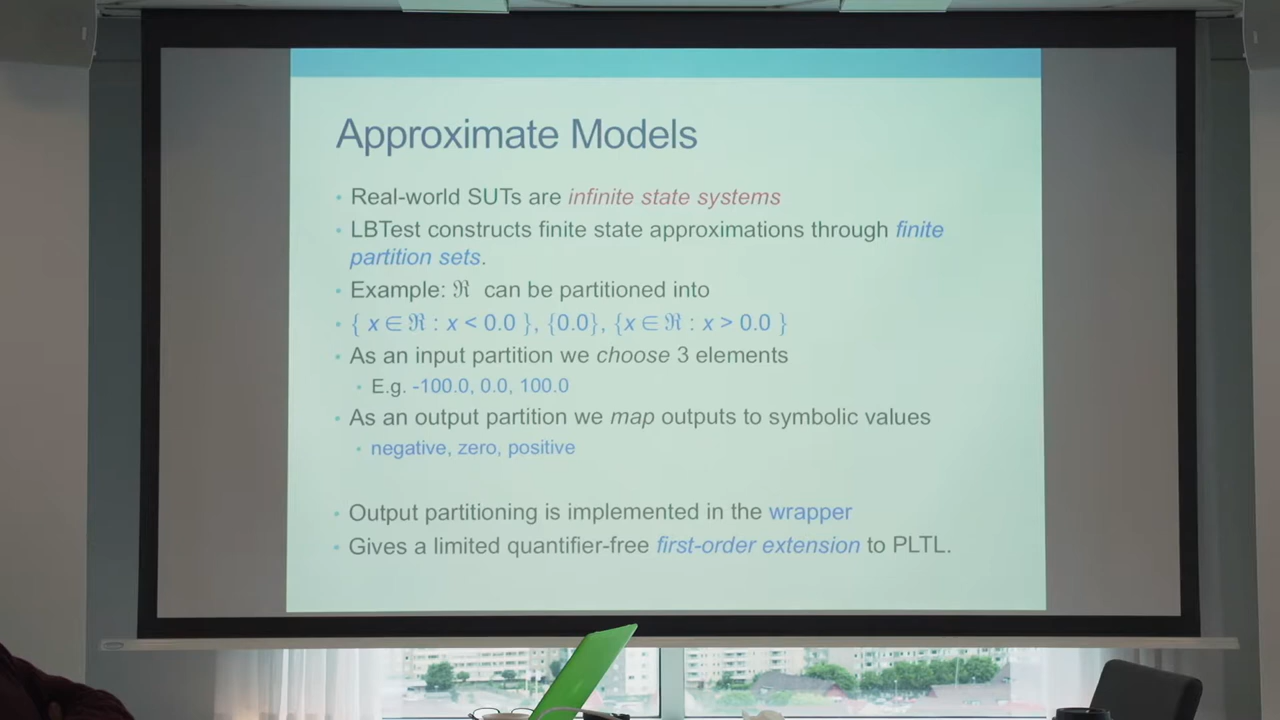 Approximate Models
• Real-world SUTs are infinite state systems
• LBTest constructs finite state approximations through finite
partition sets.
• Example: ℜ can be partitioned into
• { x ∈ ℜ : x < 0.0 }, {0.0}, {x ∈ ℜ : x > 0.0 }
• As an input partition we choose 3 elements
• E.g. -100.0, 0.0, 100.0
• As an output partition we map outputs to symbolic values
• negative, zero, positive
• Output partitioning is implemented in the wrapper
• Gives a limited quantifier-free first-order extension to PLTL.